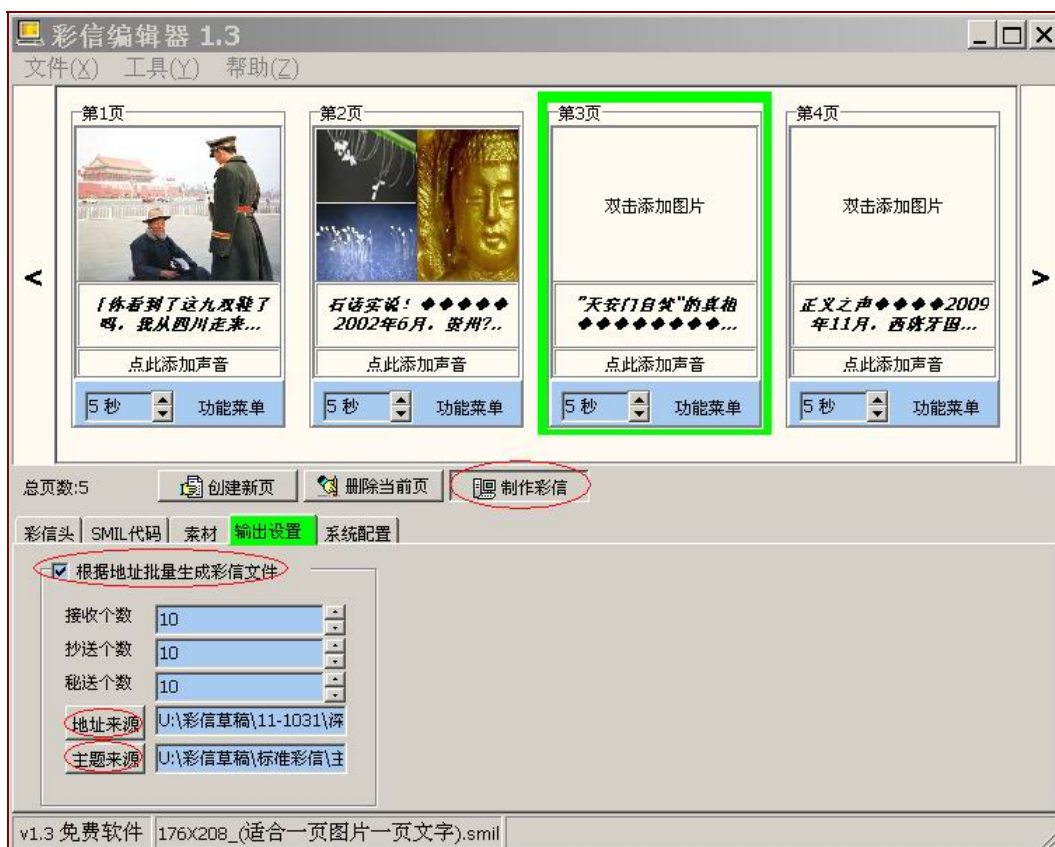 彩信编辑器 1.3
文件(X) 工具(Y) 帮助(Z)
第1页
第2页
第3页
第4页
双击添加图片
双击添加图片
<
>
『你看到了这九双鞋了吗,我从四川走来...
石话实说!◆◆◆◆◆
2002年6月,贵州?..
"天安门自焚"的真相
◆◆◆◆◆◆◆◆...
正义之声◆◆◆◆2009
年11月,西班牙国...
点此添加声音
点此添加声音
点此添加声音
点此添加声音
5 秒 功能菜单
5 秒 功能菜单
5 秒 功能菜单
5 秒 功能菜单
总页数:5 创建新页 删除当前页 制作彩信
彩信头 SMIL代码 素材 输出设置 系统配置
根据地址批量生成彩信文件
接收个数 10
抄送个数 10
秘送个数 10
地址来源 U:\彩信草稿\11-1031\深
主题来源 U:\彩信草稿\标准彩信\主
v1.3 免费软件 176X208_(适合一页图片一页文字).smil